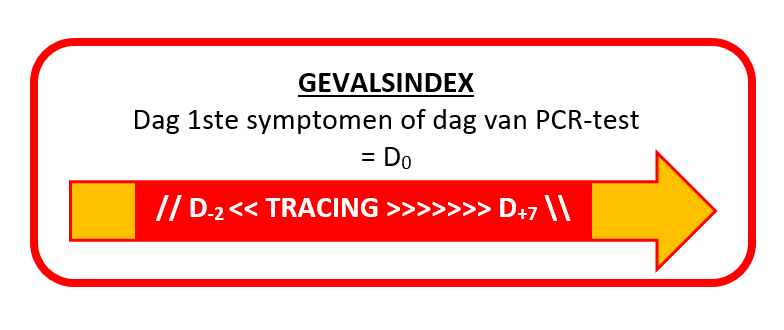 GEVALSINDEX
Dag 1ste symptomen of dag van PCR-test
= D₀
// D₋₂ << TRACING >>>>>>> D₊₇ \\